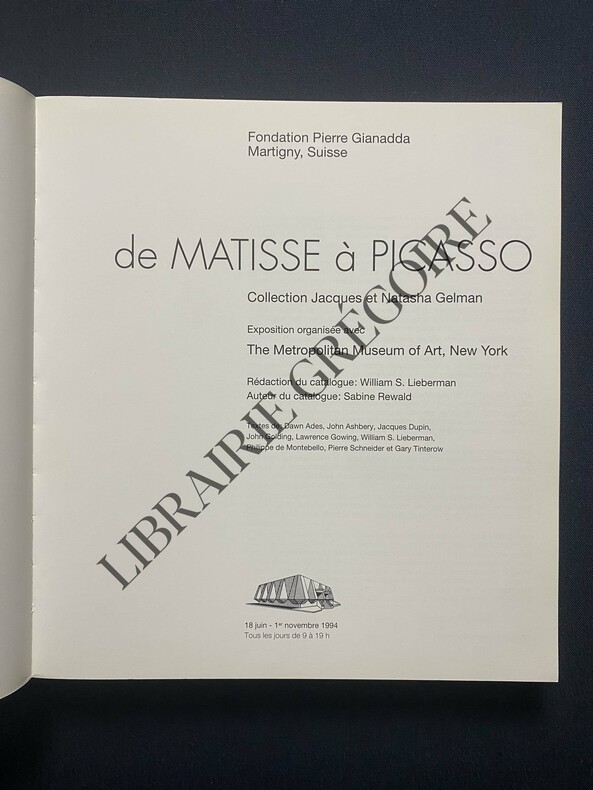 Fondation Pierre Gianadda
Martigny, Suisse
de MATISSE à PICASSO
Collection Jacques et Natasha Gelman
Exposition organisée avec
The Metropolitan Museum of Art, New York
Rédaction du catalogue: William S. Lieberman
Auteur du catalogue: Sabine Rewald
Textes de: Dawn Ades, John Ashbery, Jacques Dupin,
John Golding, Lawrence Gowing, William S. Lieberman,
Philippe de Montebello, Pierre Schneider et Gary Tinterow
18 juin - 1er novembre 1994
Tous les jours de 9 à 19 h
LIBRAIRIE GRÉGOIRE